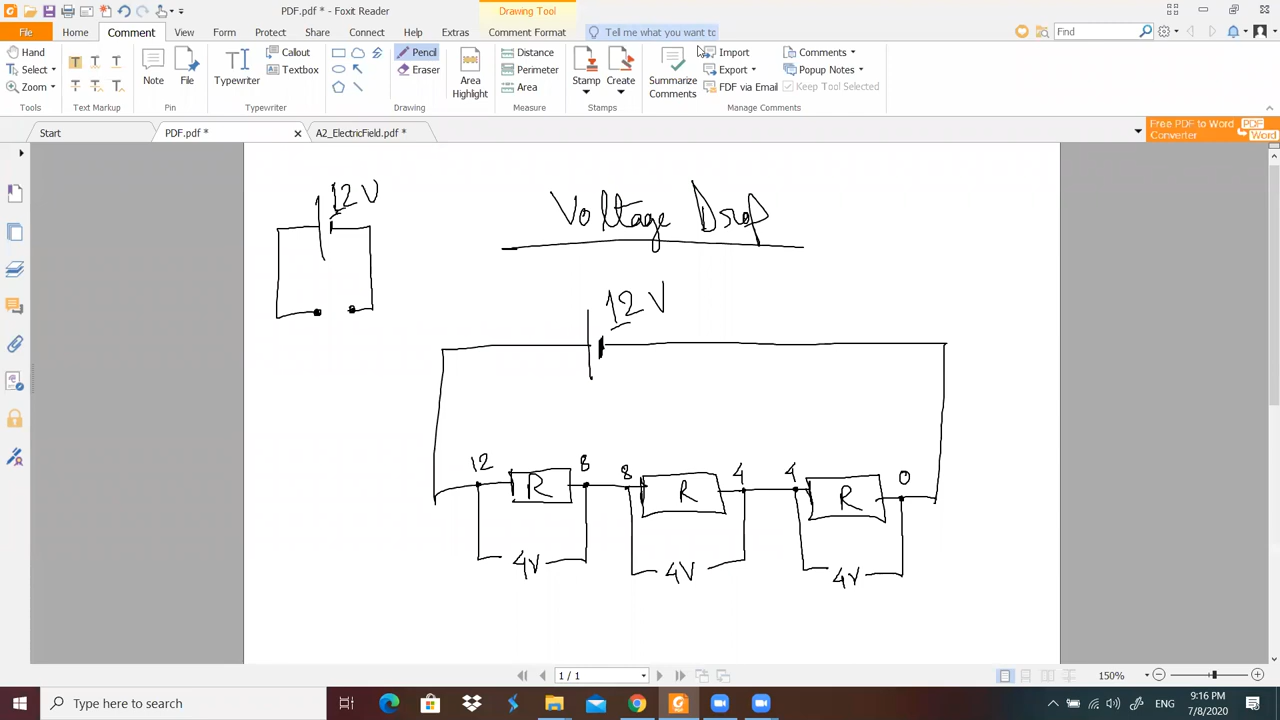 PDF.pdf * - Foxit Reader
Drawing Tool
File Home Comment View Form Protect Share Connect Help Extras Comment Format Tell me what you want tc Find
Hand
Select
Zoom
Tools
T T T
T T T
Text Markup
Note
File
Pin
Typewriter
Callout
Textbox
Typewriter
Pencil
Eraser
Drawing
Area Highlight
Distance
Perimeter
Area
Measure
Stamp
Create
Stamps
Summarize Comments
Import
Export
FDF via Email
Comments
Popup Notes
Keep Tool Selected
Manage Comments
Start
PDF.pdf *
A2_ElectricField.pdf *
Free PDF to Word Converter
PDF
Word
12 V
Voltage Drop
12 V
12 R 8 8 R 4 4 R 0
4V 4V 4V
1 / 1
150%
Type here to search
ENG
9:16 PM
7/8/2020